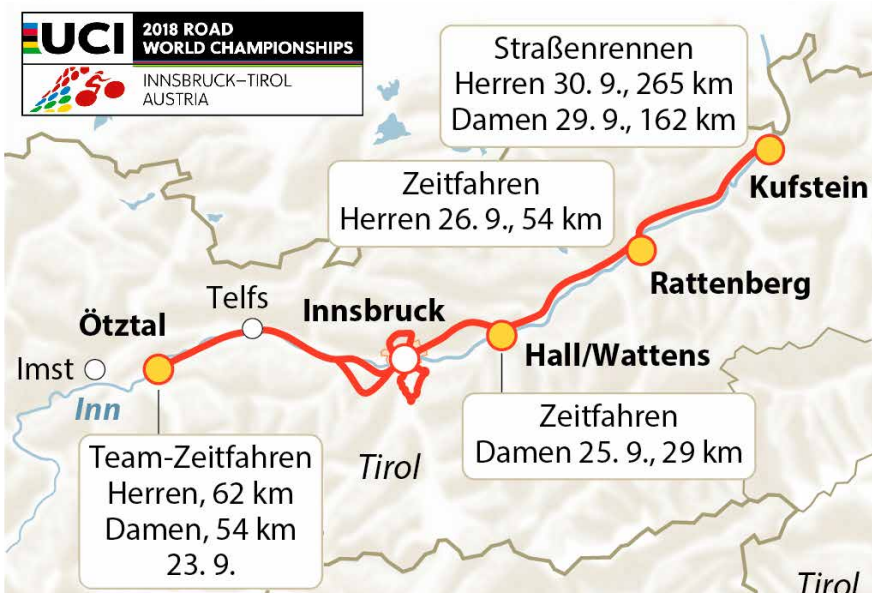 UCI
2018 ROAD
WORLD CHAMPIONSHIPS
INNSBRUCK–TIROL
AUSTRIA
Straßenrennen
Herren 30. 9., 265 km
Damen 29. 9., 162 km
Kufstein
Zeitfahren
Herren 26. 9., 54 km
Rattenberg
Telfs
Innsbruck
Ötztal
Hall/Wattens
Imst
Inn
Zeitfahren
Damen 25. 9., 29 km
Team-Zeitfahren
Herren, 62 km
Damen, 54 km
23. 9.
Tirol
Tirol